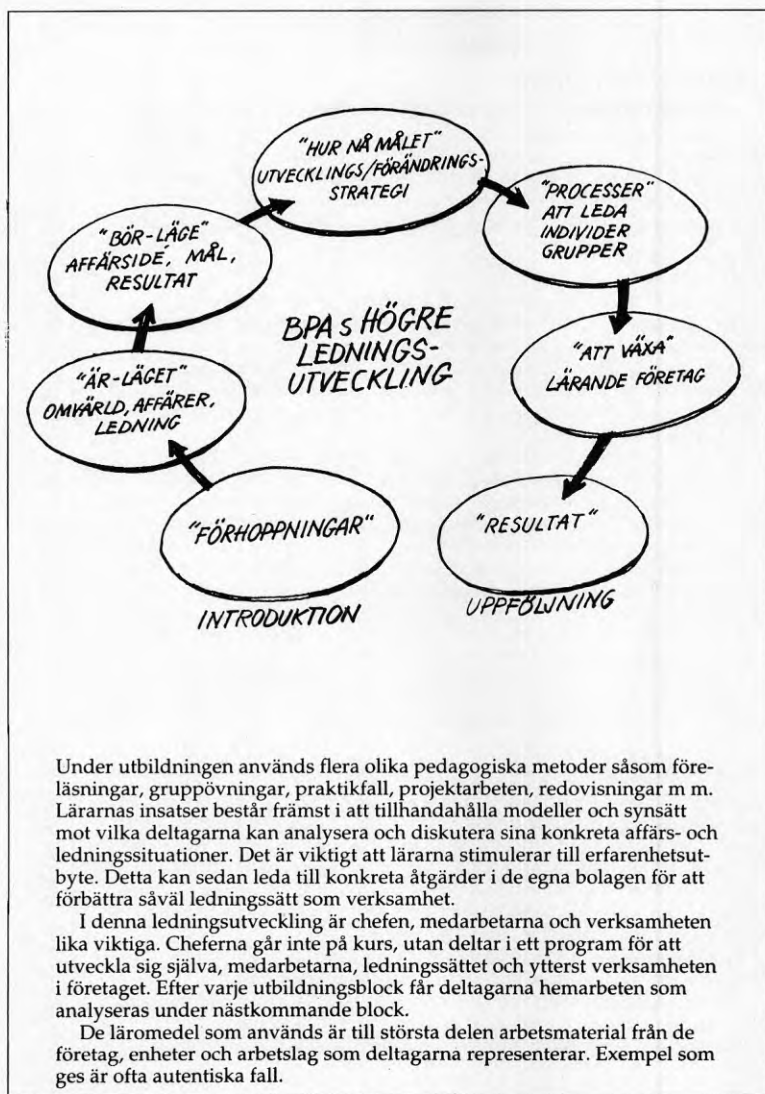 "HUR NÅ MÅLET"
UTVECKLINGS/FÖRÄNDRINGS-
STRATEGI
"PROCESSER"
ATT LEDA
INDIVIDER
GRUPPER
"BÖR-LÄGE"
AFFÄRSIDÉ, MÅL,
RESULTAT
BPAs HÖGRE
LEDNINGS-
UTVECKLING
"ATT VÄXA"
LÄRANDE FÖRETAG
"ÄR-LÄGET"
OMVÄRLD, AFFÄRER,
LEDNING
"FÖRHOPPNINGAR"
"RESULTAT"
INTRODUKTION
UPPFÖLJNING
Under utbildningen används flera olika pedagogiska metoder såsom före-
läsningar, gruppövningar, praktikfall, projektarbeten, redovisningar m m.
Lärarnas insatser består främst i att tillhandahålla modeller och synsätt
mot vilka deltagarna kan analysera och diskutera sina konkreta affärs- och
ledningssituationer. Det är viktigt att lärarna stimulerar till erfarenhetsut-
byte. Detta kan sedan leda till konkreta åtgärder i de egna bolagen för att
förbättra såväl ledningssätt som verksamhet.
I denna ledningsutveckling är chefen, medarbetarna och verksamheten
lika viktiga. Cheferna går inte på kurs, utan deltar i ett program för att
utveckla sig själva, medarbetarna, ledningssättet och ytterst verksamheten
i företaget. Efter varje utbildningsblock får deltagarna hemarbeten som
analyseras under nästkommande block.
De läromedel som används är till största delen arbetsmaterial från de
företag, enheter och arbetslag som deltagarna representerar. Exempel som
ges är ofta autentiska fall.